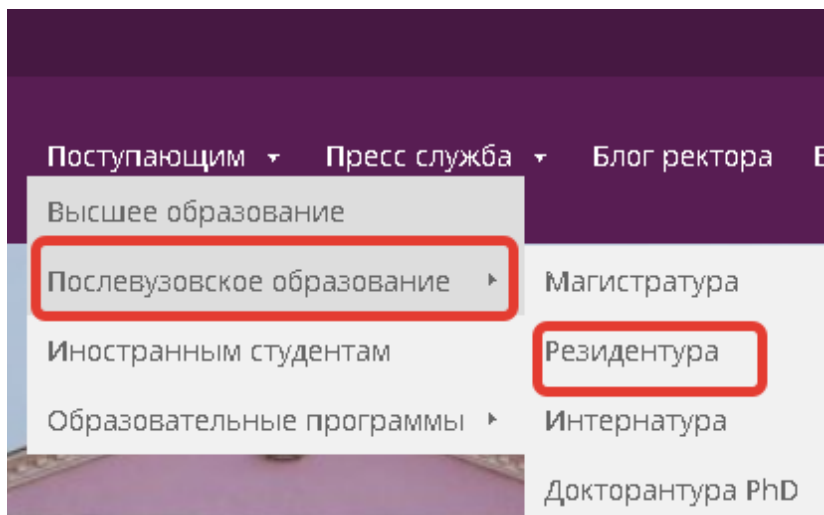 Поступающим Пресс служба Блог ректора
Высшее образование
Послевузовское образование
Иностранным студентам
Образовательные программы
Магистратура
Резидентура
Интернатура
Докторантура PhD